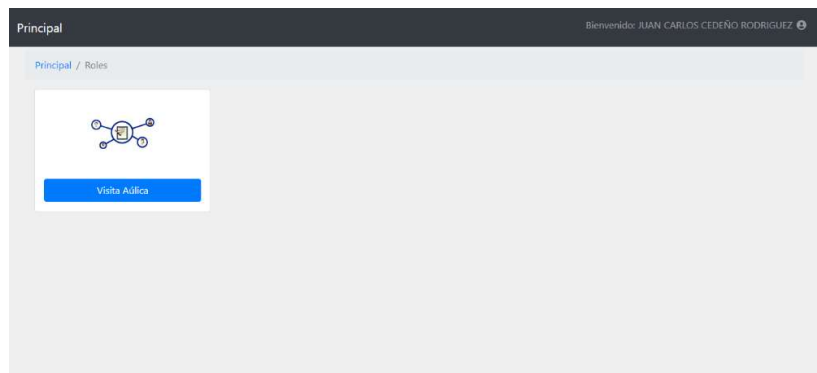 Principal
Bienvenido: JUAN CARLOS CEDEÑO RODRIGUEZ
Principal / Roles
Visita Aúlica